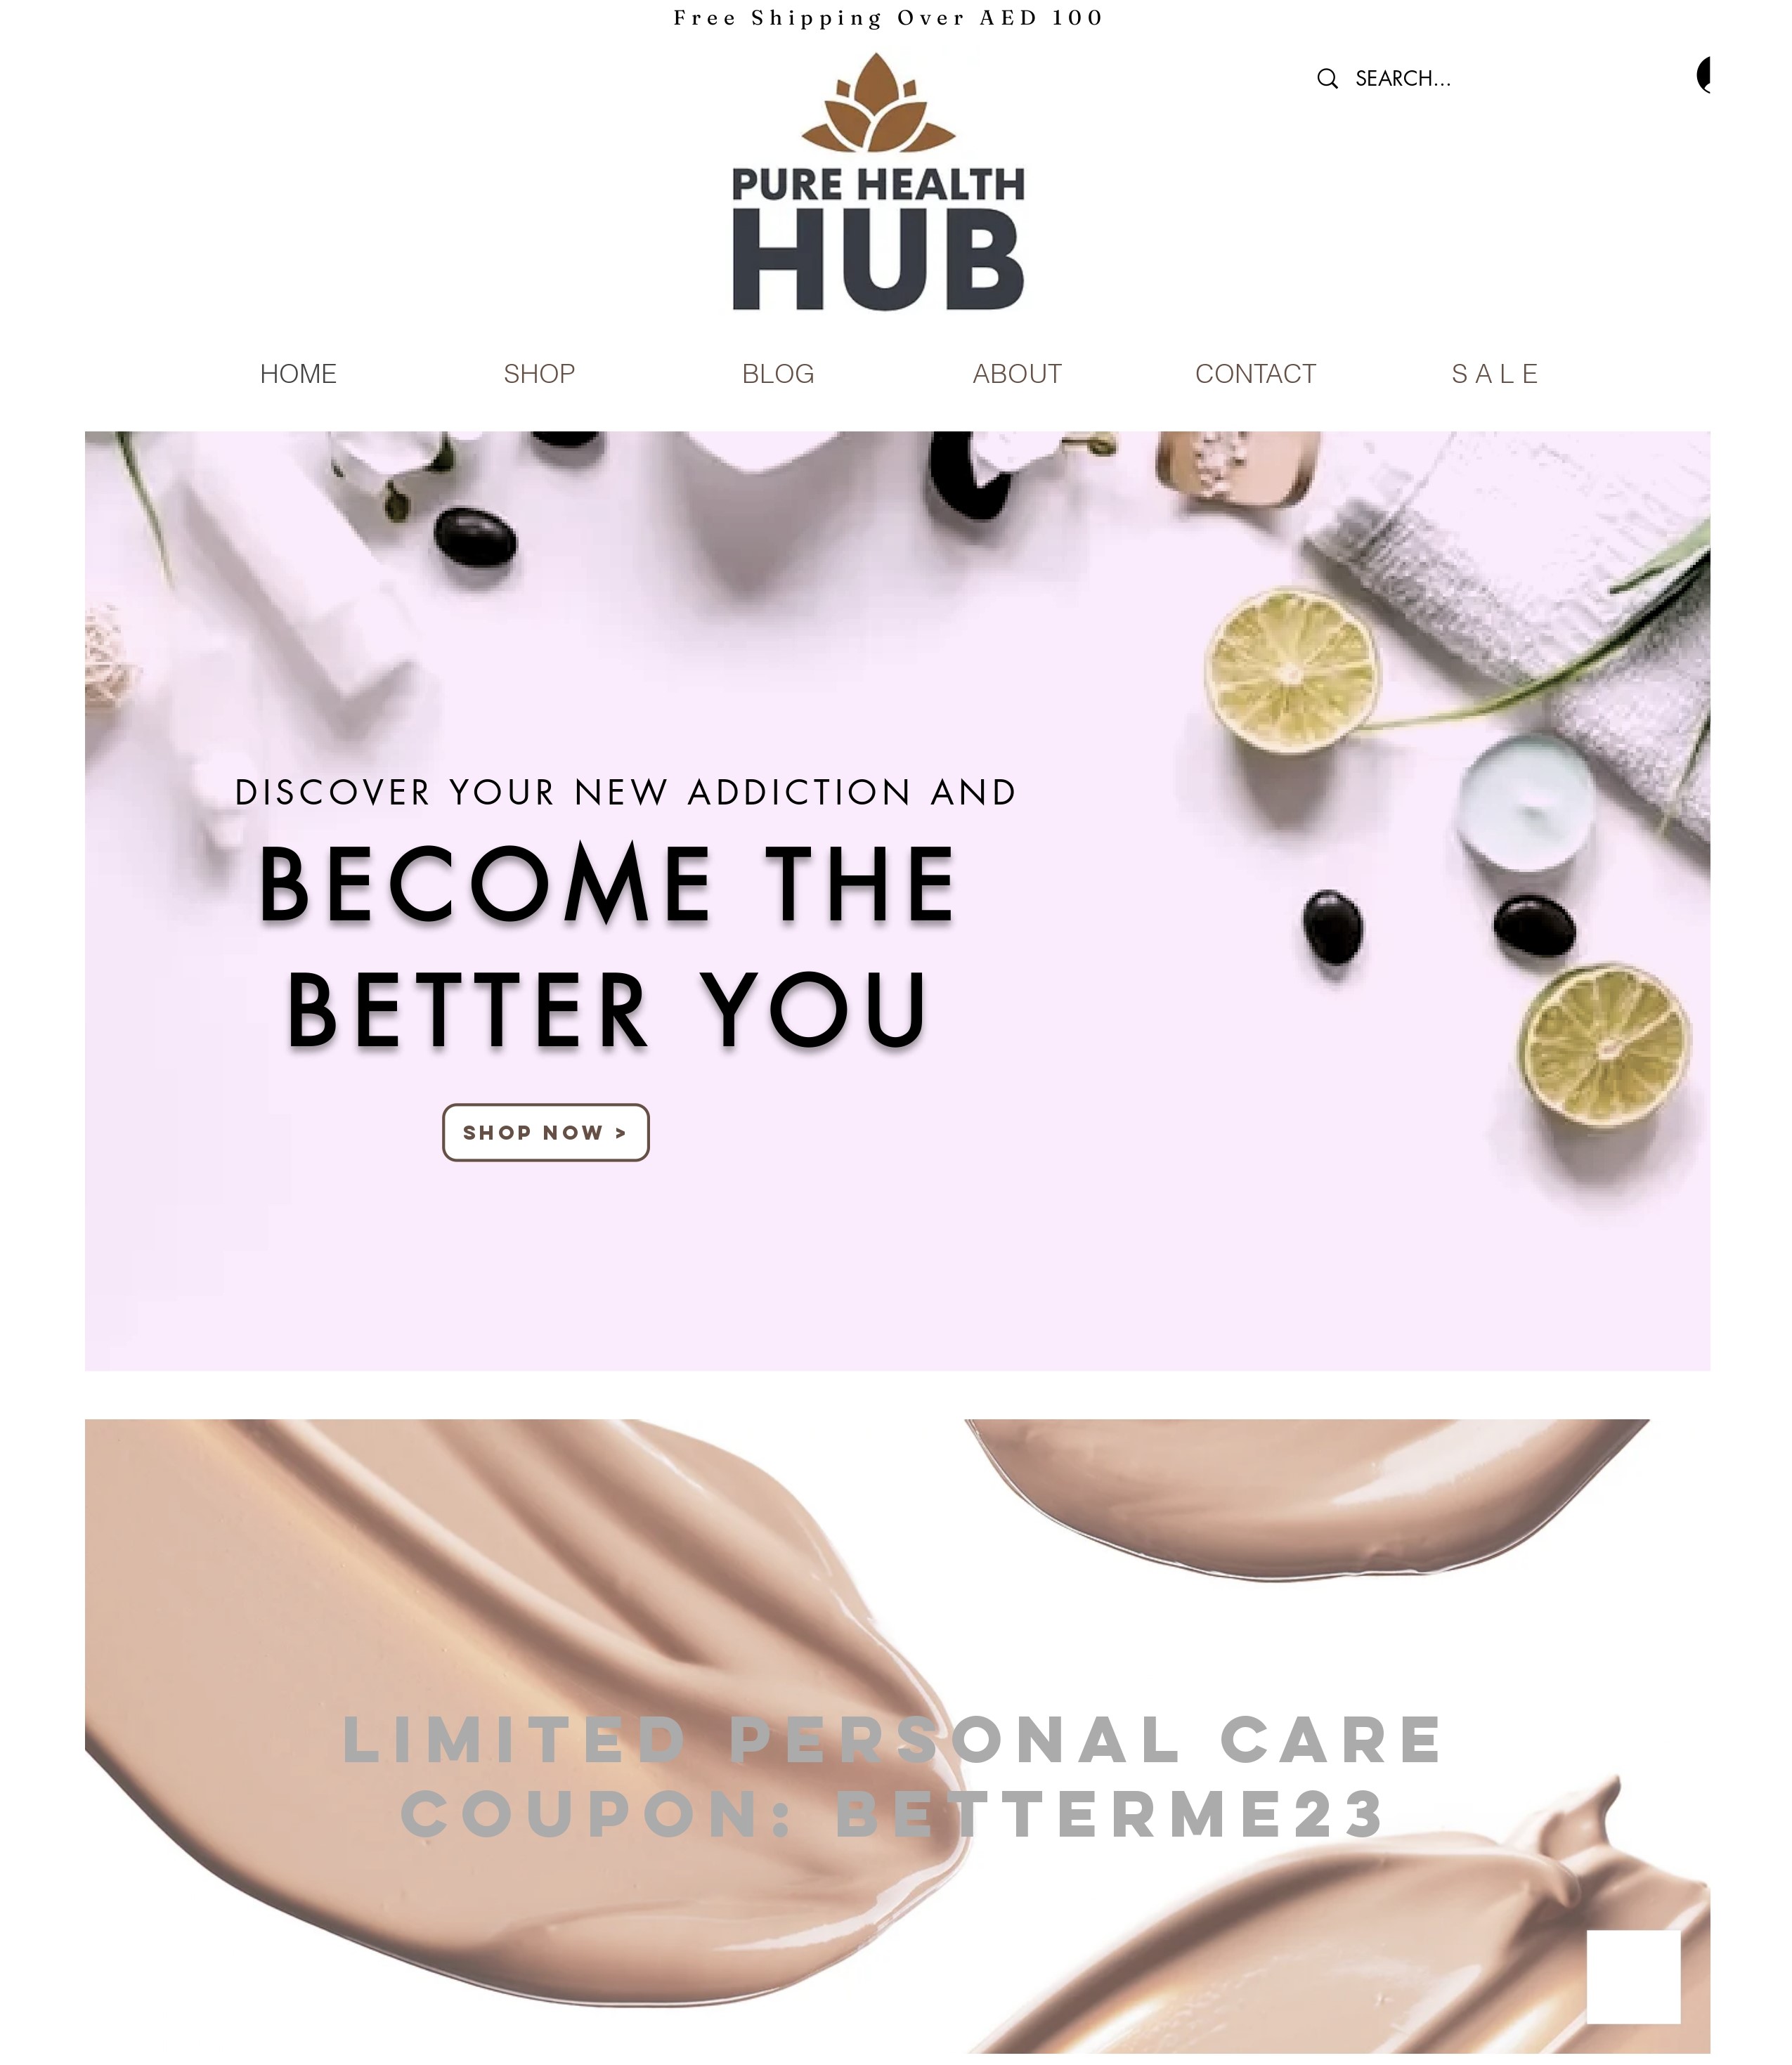 Free Shipping Over AED 100
SEARCH...
PURE HEALTH
HUB
HOME SHOP BLOG ABOUT CONTACT SALE
DISCOVER YOUR NEW ADDICTION AND
BECOME THE
BETTER YOU
SHOP NOW >
LIMITED PERSONAL CARE
COUPON: BETTERME23